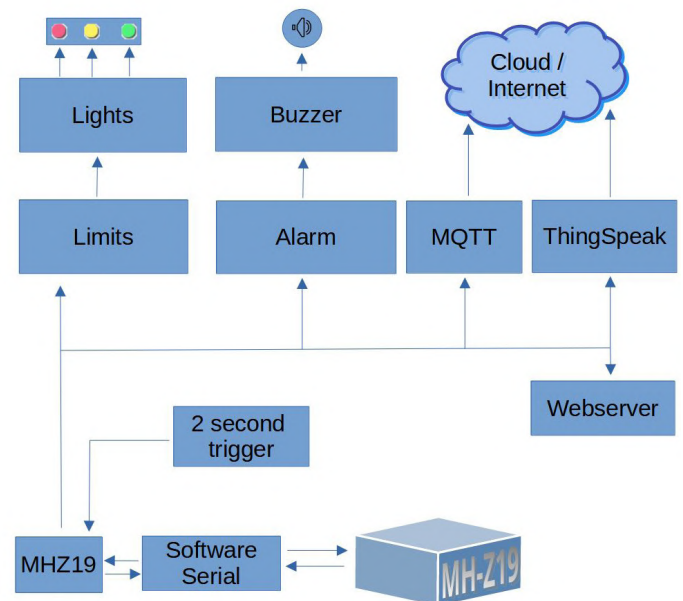 Cloud /
Internet
Lights
Buzzer
Limits
Alarm
MQTT
ThingSpeak
Webserver
2 second
trigger
MHZ19
Software
Serial
MH-Z19